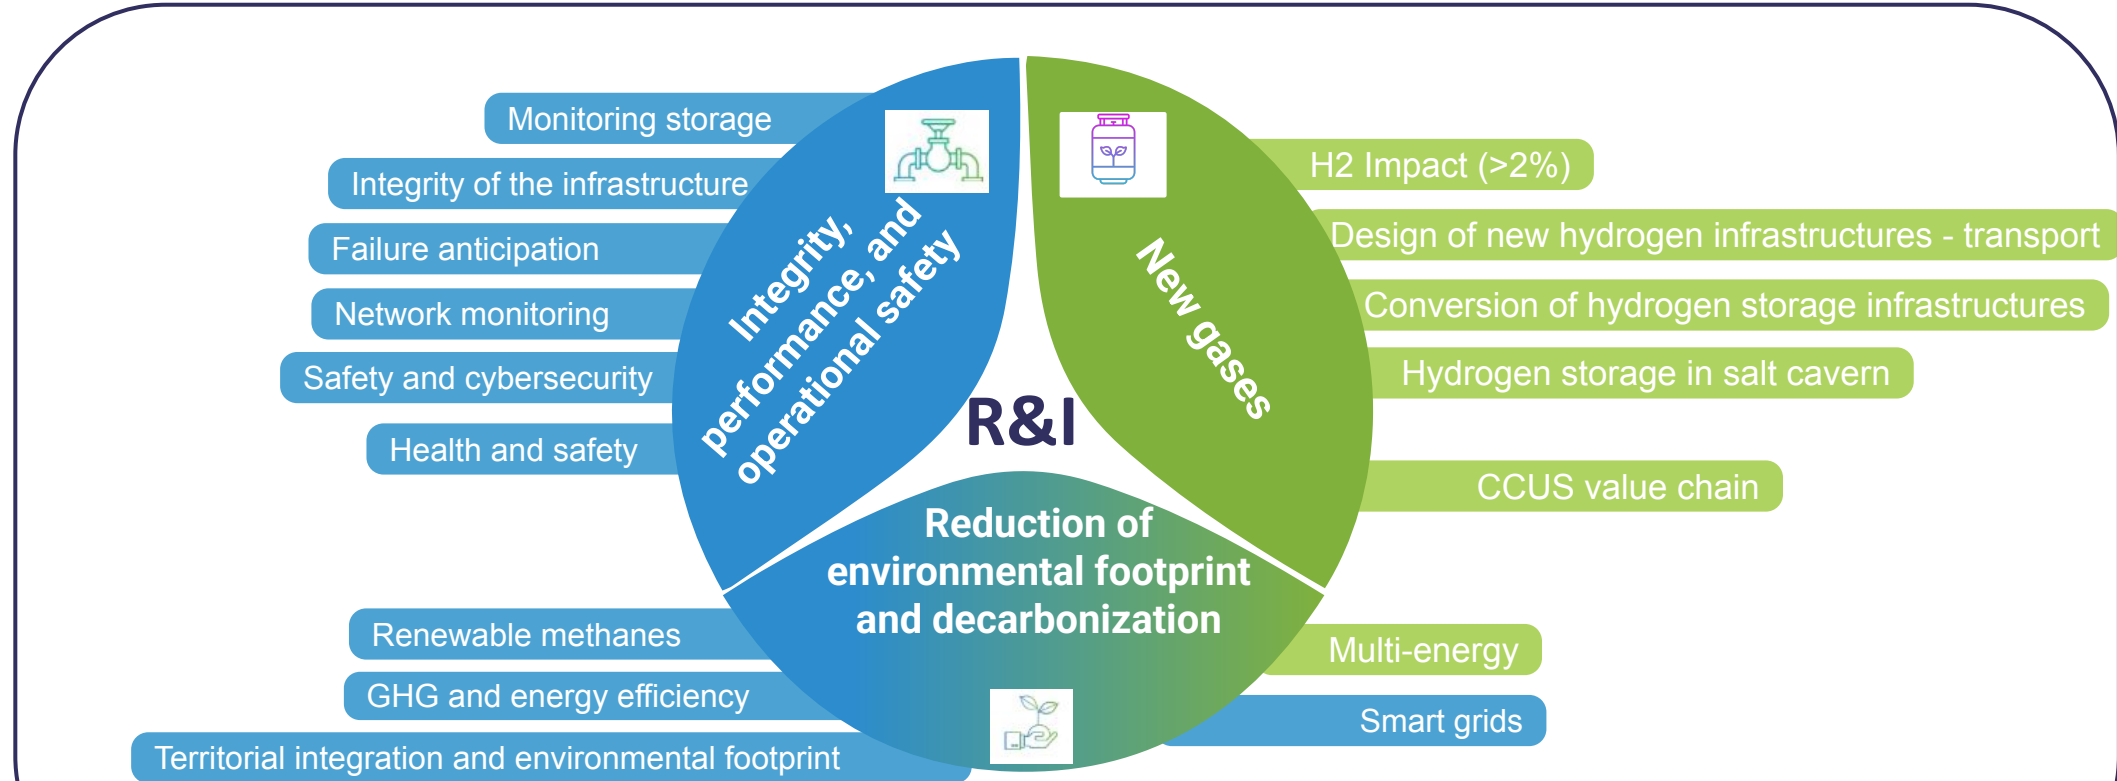 Monitoring storage
Integrity of the infrastructure
Failure anticipation
Network monitoring
Safety and cybersecurity
Health and safety
Integrity,
performance, and
operational safety
New gases
H2 Impact (>2%)
Design of new hydrogen infrastructures - transport
Conversion of hydrogen storage infrastructures
Hydrogen storage in salt cavern
CCUS value chain
R&I
Reduction of
environmental footprint
and decarbonization
Renewable methanes
GHG and energy efficiency
Territorial integration and environmental footprint
Multi-energy
Smart grids